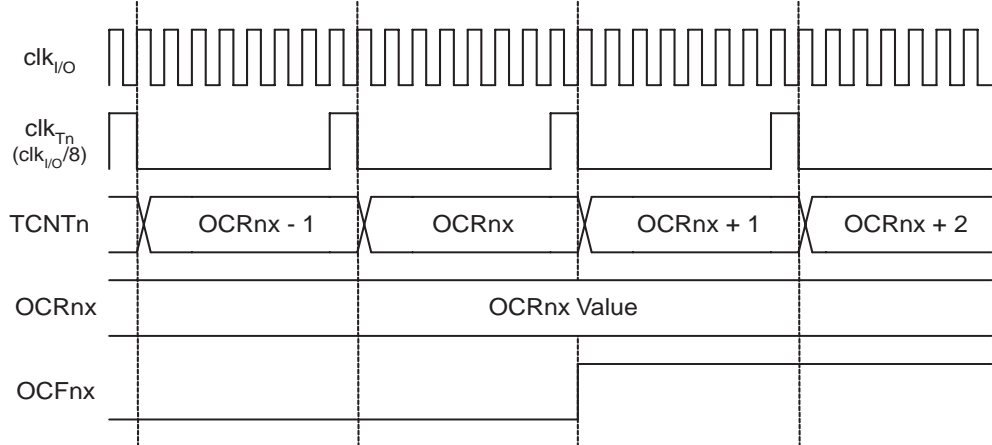 clkI/O
clkTn
(clkI/O/8)
TCNTn OCRnx - 1 OCRnx OCRnx + 1 OCRnx + 2
OCRnx OCRnx Value
OCFnx